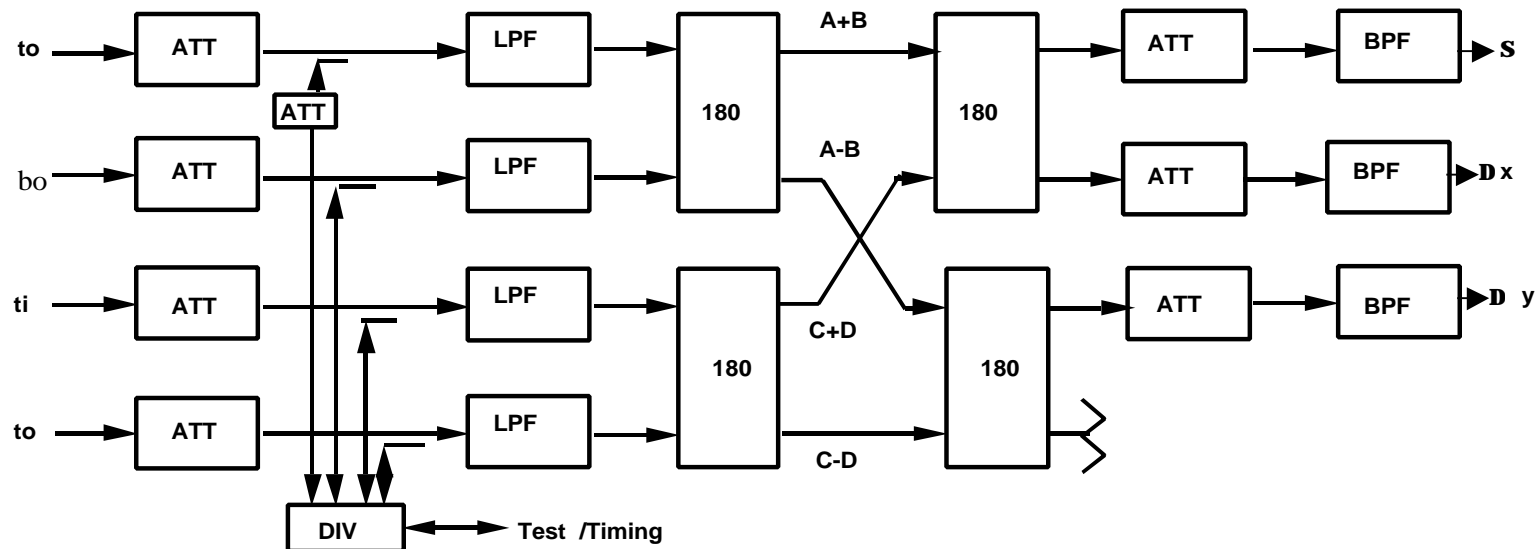 to ATT LPF A+B ATT BPF S
ATT 180 180
A-B
bo ATT LPF ATT BPF D x
ti ATT LPF C+D ATT BPF D y
180 180
to ATT LPF
C-D
DIV Test /Timing